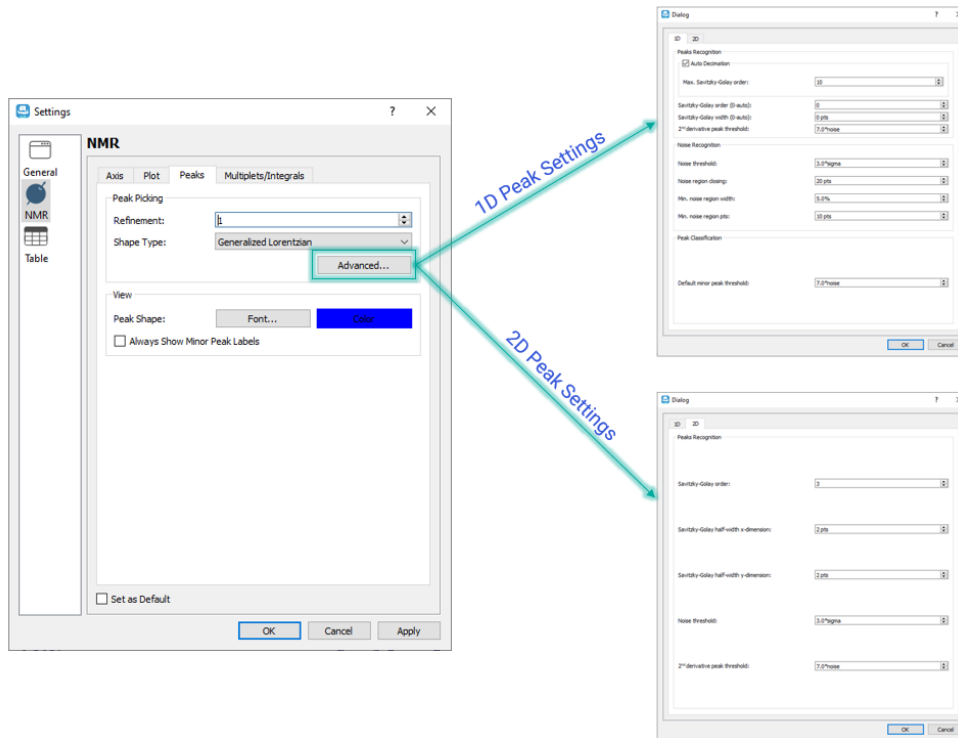 Settings
?
General
NMR
Table
NMR
Axis Plot Peaks Multiplets/Integrals
Peak Picking
Refinement: 1
Shape Type: Generalized Lorentzian
Advanced...
View
Peak Shape: Font... Color
Always Show Minor Peak Labels
Set as Default
OK Cancel Apply
1D Peak Settings
2D Peak Settings
Dialog
?
1D 2D
Peaks Recognition
Auto Decimation
Max. Savitzky-Golay order: 10
Savitzky-Golay order (0-auto): 0
Savitzky-Golay width (0-auto): 0 pts
2nd derivative peak threshold: 7.0*noise
Noise Recognition
Noise threshold: 3.0*sigma
Noise region closing: 20 pts
Min. noise region width: 5.0%
Min. noise region pts: 10 pts
Peak Classification
Default minor peak threshold: 7.0*noise
OK Cancel
Dialog
?
1D 2D
Peaks Recognition
Savitzky-Golay order: 3
Savitzky-Golay half-width x-dimension: 2 pts
Savitzky-Golay half-width y-dimension: 2 pts
Noise threshold: 3.0*sigma
2nd derivative peak threshold: 7.0*noise
OK Cancel